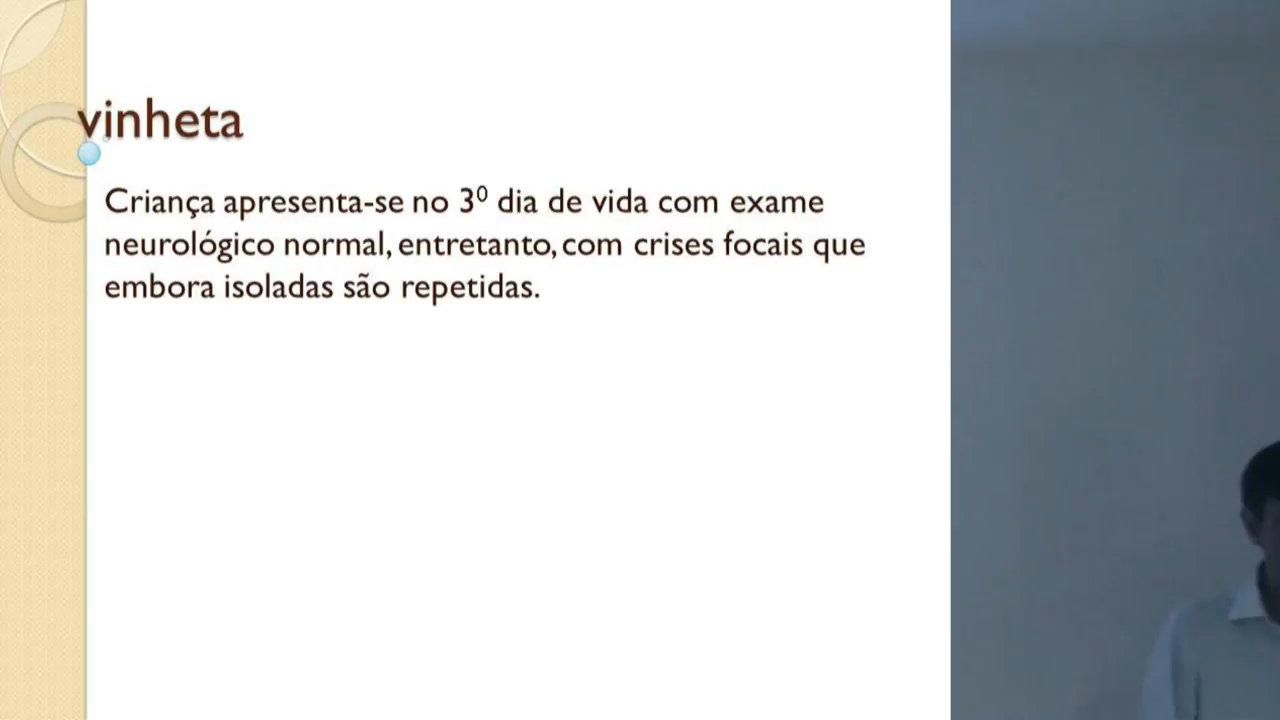 vinheta
Criança apresenta-se no 3⁰ dia de vida com exame
neurológico normal, entretanto, com crises focais que
embora isoladas são repetidas.